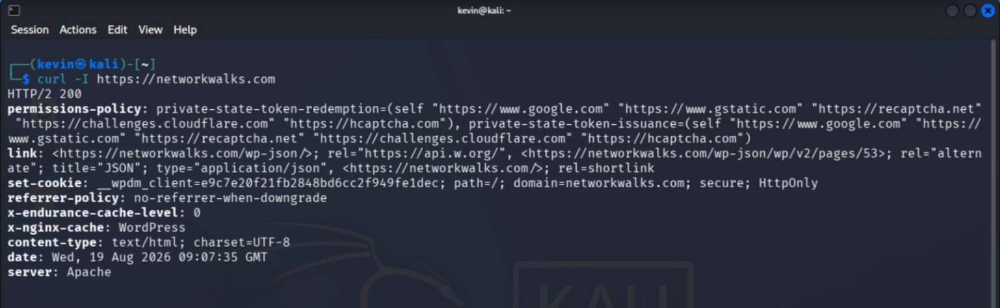 kevin@kali: ~
Session Actions Edit View Help
┌──(kevin㉿kali)-[~]
└─$ curl -I https://networkwalks.com
HTTP/2 200
permissions-policy: private-state-token-redemption=(self "https://www.google.com" "https://www.gstatic.com" "https://recaptcha.net"
"https://challenges.cloudflare.com" "https://hcaptcha.com"), private-state-token-issuance=(self "https://www.google.com" "https://
www.gstatic.com" "https://recaptcha.net" "https://challenges.cloudflare.com" "https://hcaptcha.com")
link: <https://networkwalks.com/wp-json/>; rel="https://api.w.org/", <https://networkwalks.com/wp-json/wp/v2/pages/53>; rel="altern
ate"; title="JSON"; type="application/json", <https://networkwalks.com/>; rel=shortlink
set-cookie: __wpdm_client=e9c7e20f21fb2848bd6cc2f949fe1dec; path=/; domain=networkwalks.com; secure; HttpOnly
referrer-policy: no-referrer-when-downgrade
x-endurance-cache-level: 0
x-nginx-cache: WordPress
content-type: text/html; charset=UTF-8
date: Wed, 19 Aug 2026 09:07:35 GMT
server: Apache
KALI